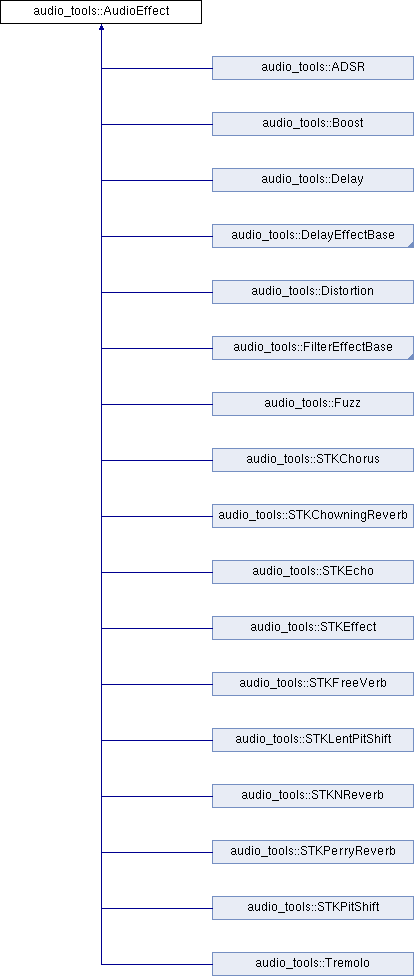 audio_tools::AudioEffect
audio_tools::ADSR
audio_tools::Boost
audio_tools::Delay
audio_tools::DelayEffectBase
audio_tools::Distortion
audio_tools::FilterEffectBase
audio_tools::Fuzz
audio_tools::STKChorus
audio_tools::STKChowningReverb
audio_tools::STKEcho
audio_tools::STKEffect
audio_tools::STKFreeVerb
audio_tools::STKLentPitShift
audio_tools::STKNReverb
audio_tools::STKPerryReverb
audio_tools::STKPitShift
audio_tools::Tremolo